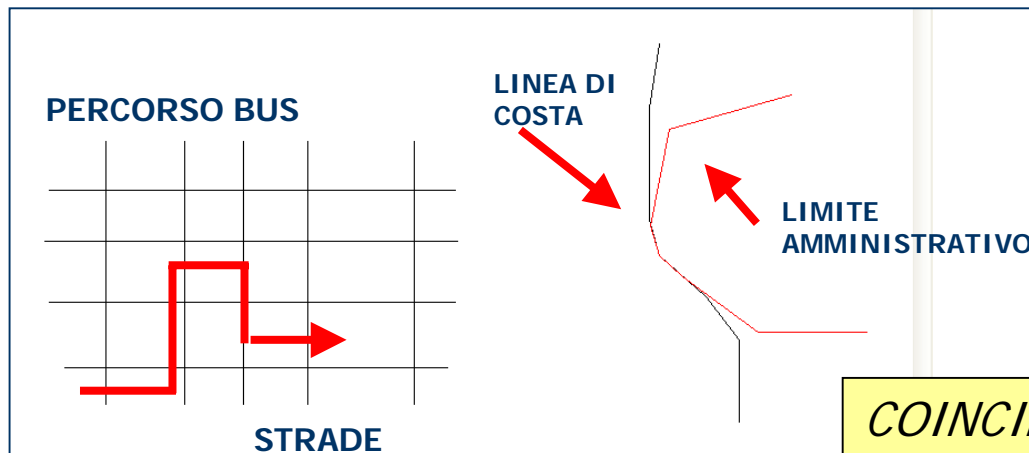 PERCORSO BUS
STRADE
LINEA DI
COSTA
LIMITE
AMMINISTRATIVO